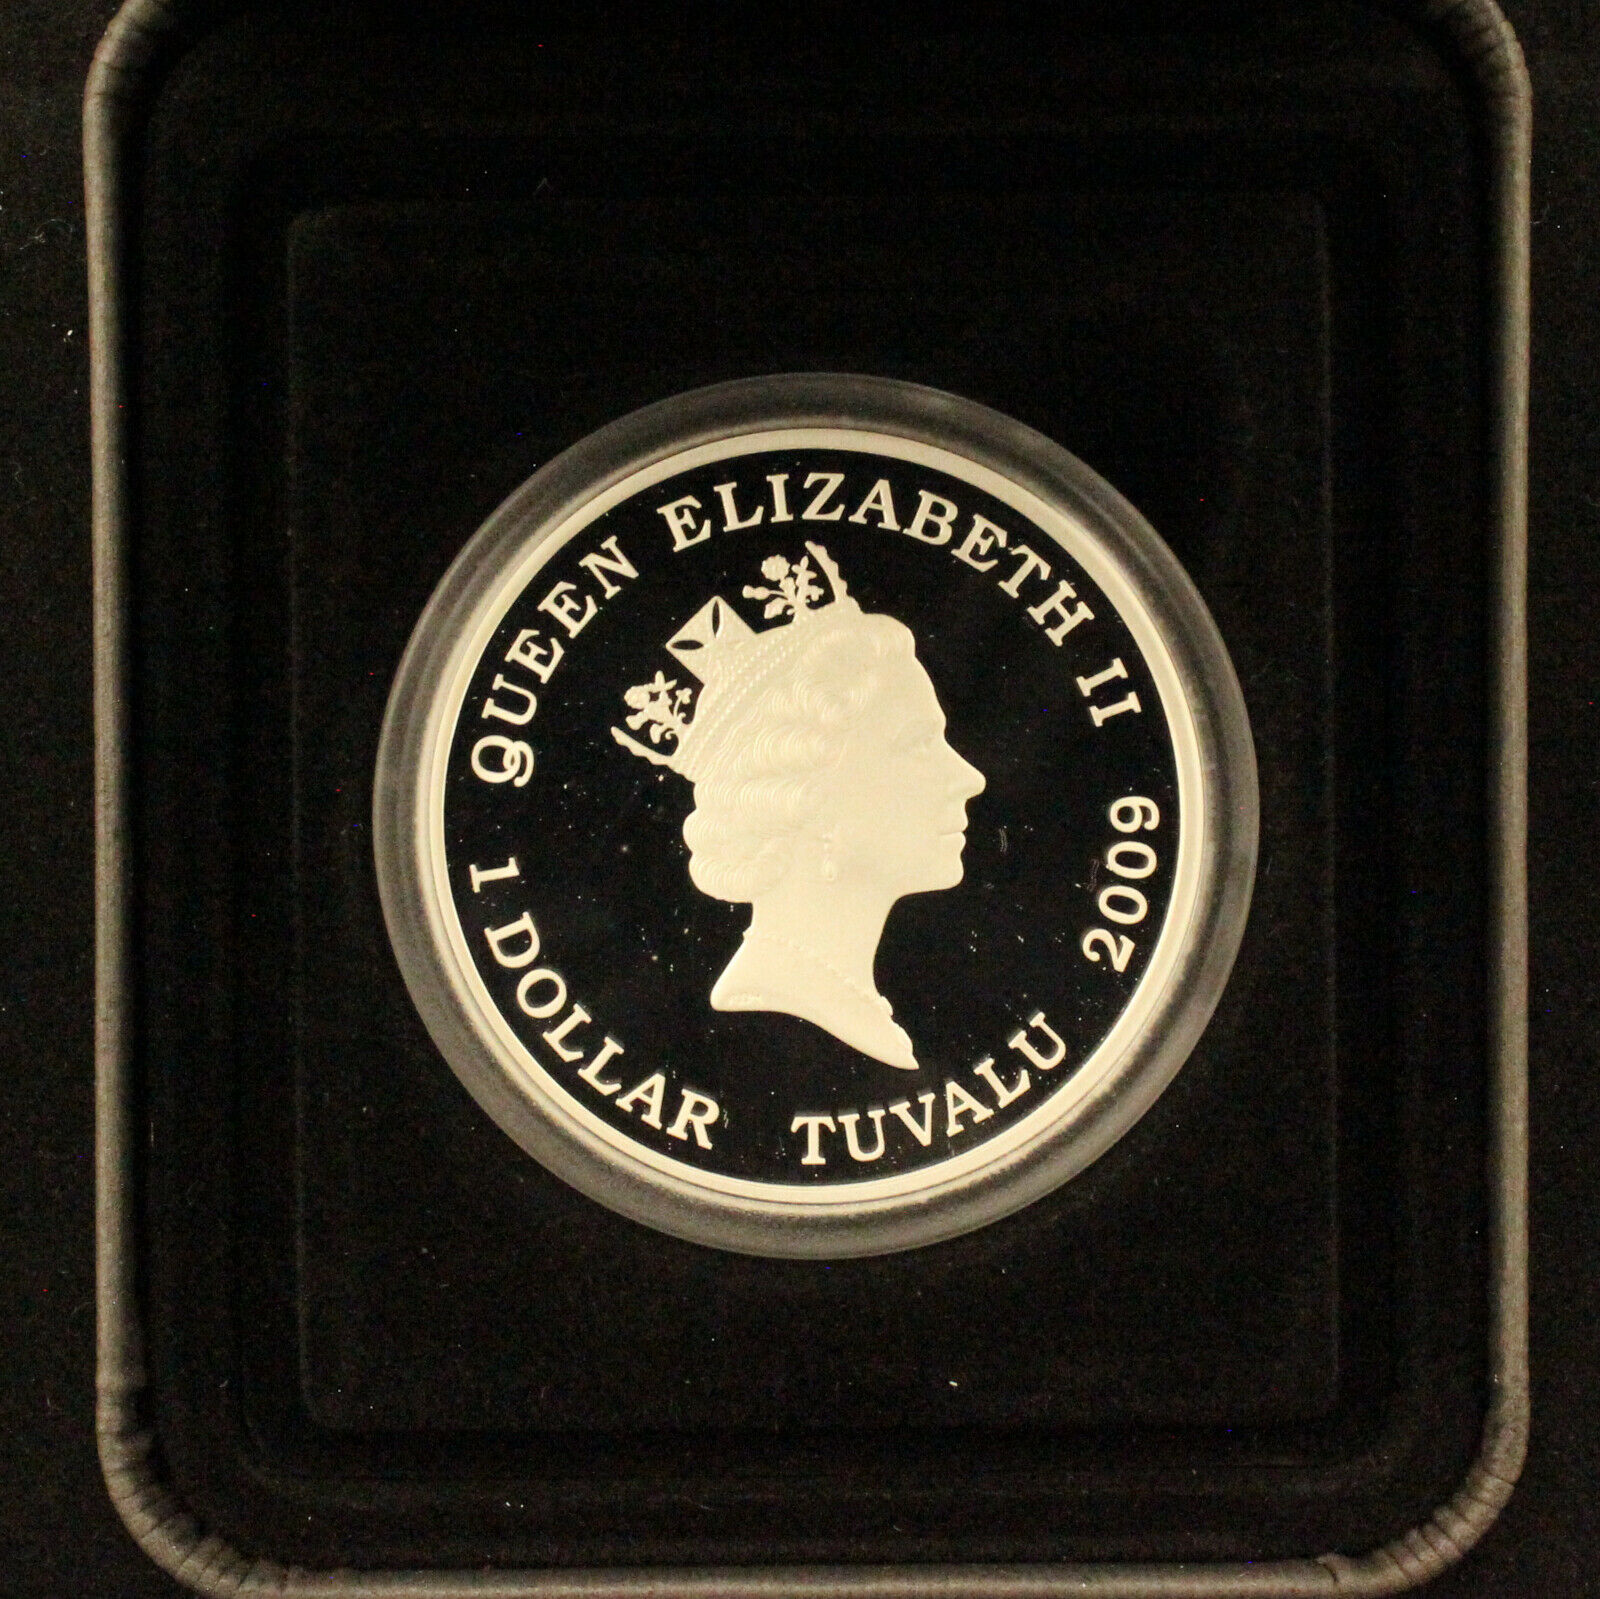 QUEEN ELIZABETH II
2009
TUVALU
1 DOLLAR